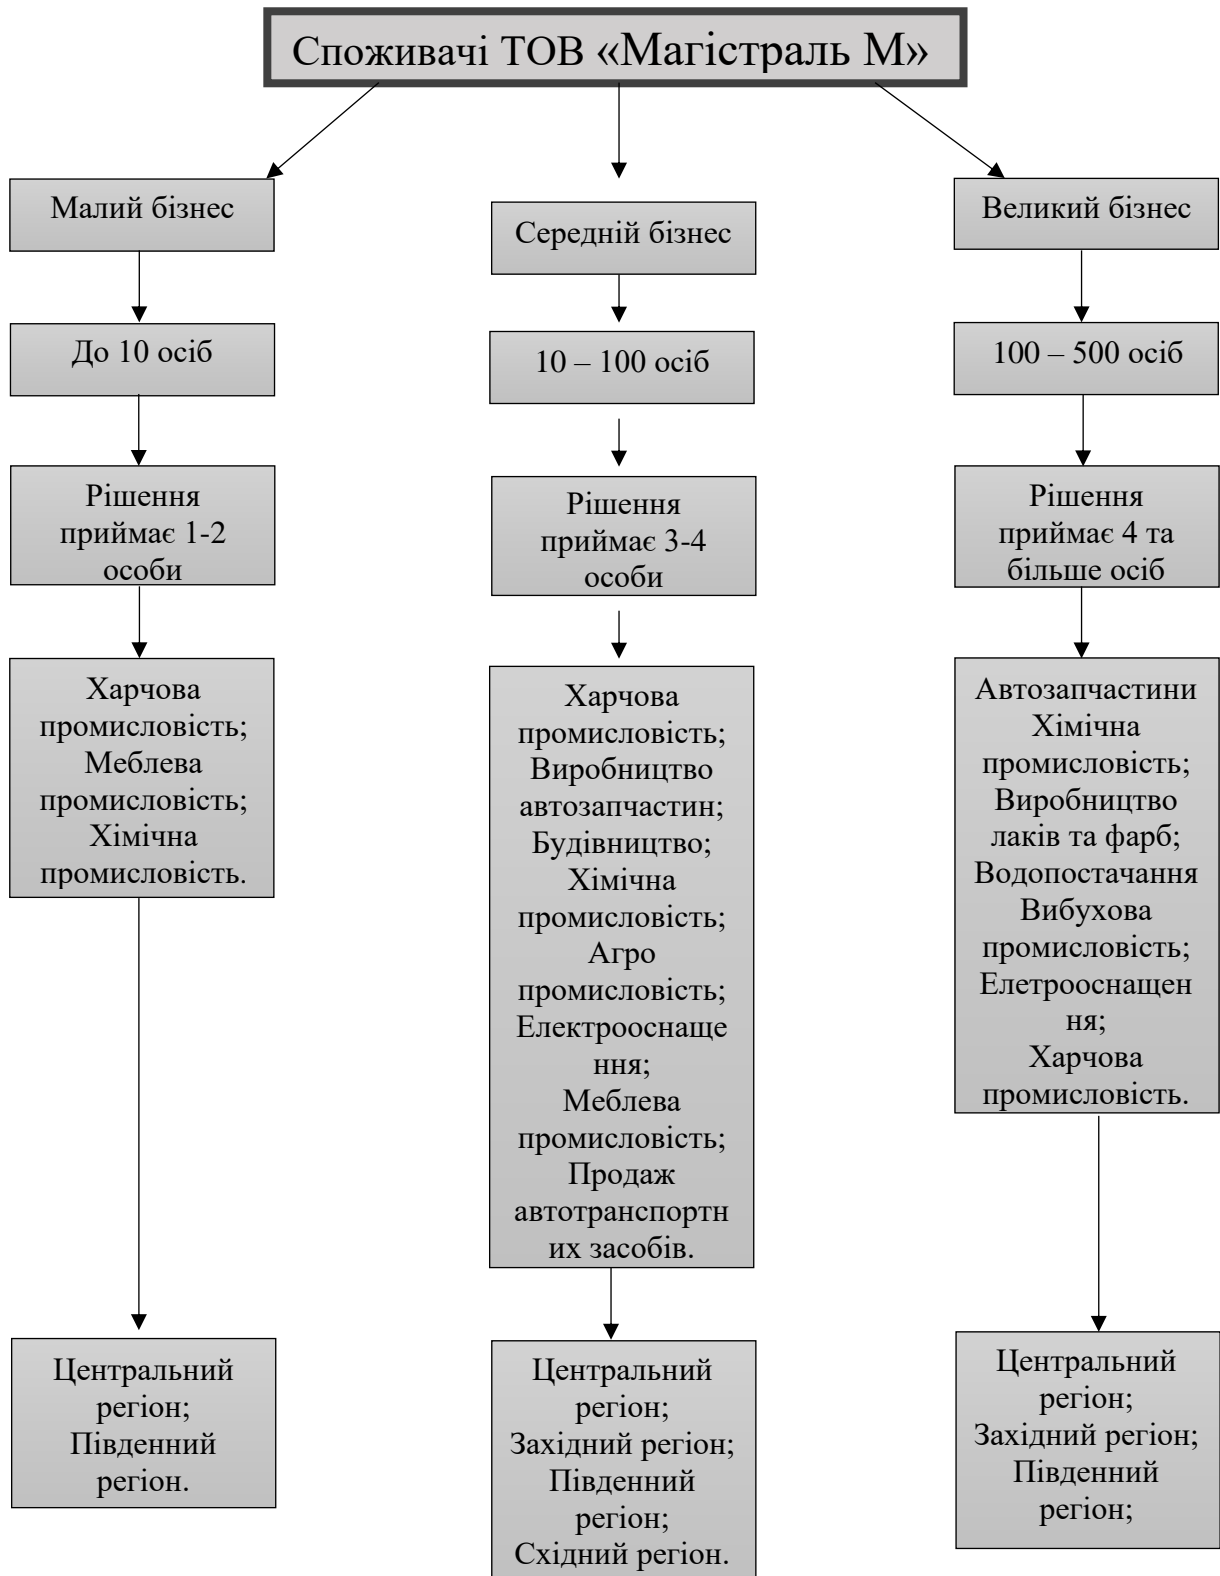 Споживачі ТОВ «Магістраль М»
Малий бізнес
До 10 осіб
Рішення
приймає 1-2
особи
Харчова
промисловість;
Меблева
промисловість;
Хімічна
промисловість.
Центральний
регіон;
Південний
регіон.
Середній бізнес
10 – 100 осіб
Рішення
приймає 3-4
особи
Харчова
промисловість;
Виробництво
автозапчастин;
Будівництво;
Хімічна
промисловість;
Агро
промисловість;
Електрооснаще
ння;
Меблева
промисловість;
Продаж
автотранспортн
их засобів.
Центральний
регіон;
Західний регіон;
Південний
регіон;
Східний регіон.
Великий бізнес
100 – 500 осіб
Рішення
приймає 4 та
більше осіб
Автозапчастини
Хімічна
промисловість;
Виробництво
лаків та фарб;
Водопостачання
Вибухова
промисловість;
Елетрооснащен
ня;
Харчова
промисловість.
Центральний
регіон;
Західний регіон;
Південний
регіон;